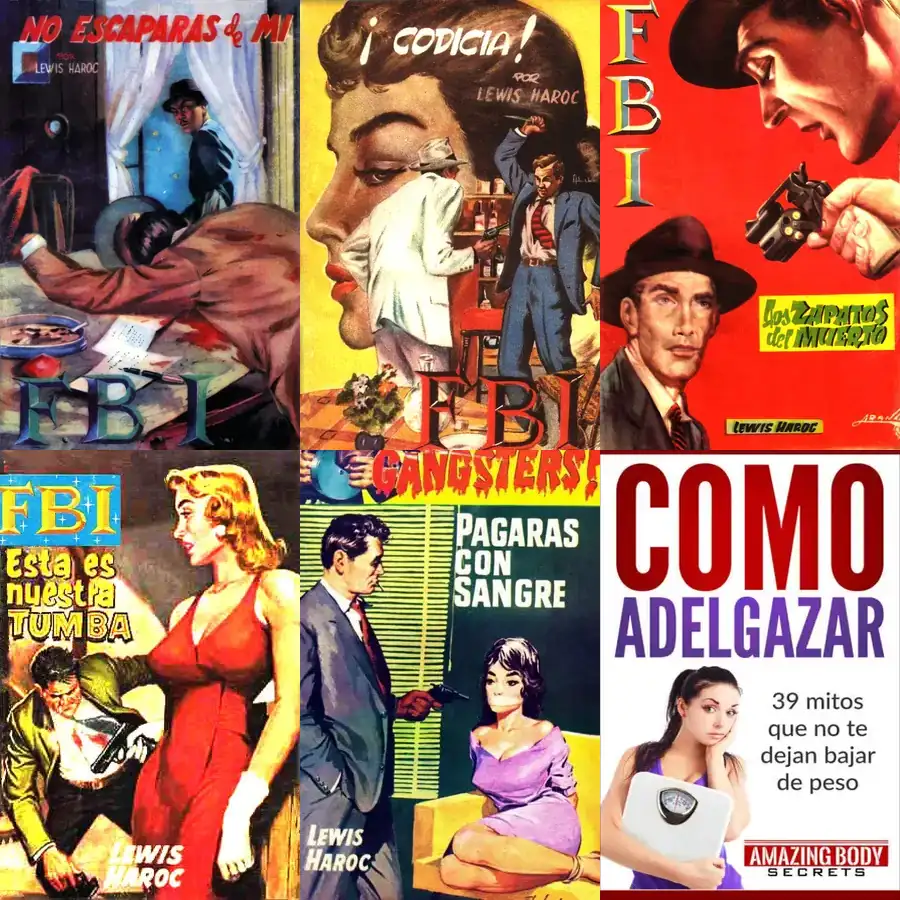 NO ESCAPARAS de MI
POR
LEWIS HAROC
FBI
¡CODICIA!
POR
LEWIS HAROC
FBI
FBI
Los ZAPATOS
del MUERTO
LEWIS HAROC
FBI
Esta es
nuestra
TUMBA
LEWIS
HAROC
GANGSTERS!
PAGARAS
CON
SANGRE
LEWIS
HAROC
COMO
ADELGAZAR
39 mitos
que no te
dejan bajar
de peso
AMAZING BODY
SECRETS